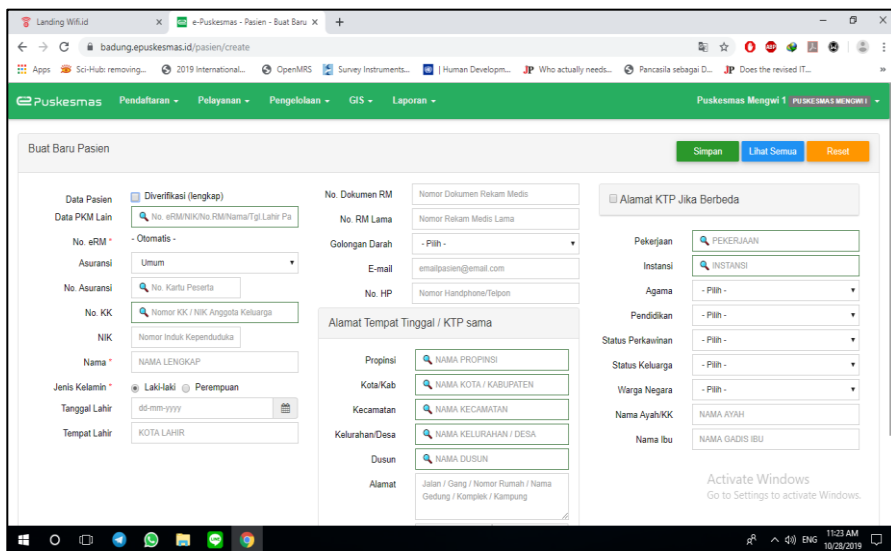 Landing Wifi.id
e-Puskesmas - Pasien - Buat Baru
badung.epuskesmas.id/pasien/create
Apps
Sci-Hub: removing...
2019 International...
OpenMRS
Survey Instruments...
| Human Developm...
JP Who actually needs...
Pancasila sebagai D...
JP Does the revised IT...
ePuskesmas
Pendaftaran
Pelayanan
Pengelolaan
GIS
Laporan
Puskesmas Mengwi 1 PUSKESMAS MENGWI I
Buat Baru Pasien
Simpan
Lihat Semua
Reset
Data Pasien
Diverifikasi (lengkap)
Data PKM Lain
No. eRM/NIK/No.RM/Nama/Tgl.Lahir Pa
No. eRM *
- Otomatis -
Asuransi
Umum
No. Asuransi
No. Kartu Peserta
No. KK
Nomor KK / NIK Anggota Keluarga
NIK
Nomor Induk Kependuduka
Nama *
NAMA LENGKAP
Jenis Kelamin *
Laki-laki
Perempuan
Tanggal Lahir
dd-mm-yyyy
Tempat Lahir
KOTA LAHIR
No. Dokumen RM
Nomor Dokumen Rekam Medis
No. RM Lama
Nomor Rekam Medis Lama
Golongan Darah
- Pilih -
E-mail
emailpasien@email.com
No. HP
Nomor Handphone/Telpon
Alamat Tempat Tinggal / KTP sama
Propinsi
NAMA PROPINSI
Kota/Kab
NAMA KOTA / KABUPATEN
Kecamatan
NAMA KECAMATAN
Kelurahan/Desa
NAMA KELURAHAN / DESA
Dusun
NAMA DUSUN
Alamat
Jalan / Gang / Nomor Rumah / Nama
Gedung / Komplek / Kampung
Alamat KTP Jika Berbeda
Pekerjaan
PEKERJAAN
Instansi
INSTANSI
Agama
- Pilih -
Pendidikan
- Pilih -
Status Perkawinan
- Pilih -
Status Keluarga
- Pilih -
Warga Negara
- Pilih -
Nama Ayah/KK
NAMA AYAH
Nama Ibu
NAMA GADIS IBU
Activate Windows
Go to Settings to activate Windows.
ENG
11:23 AM
10/28/2019